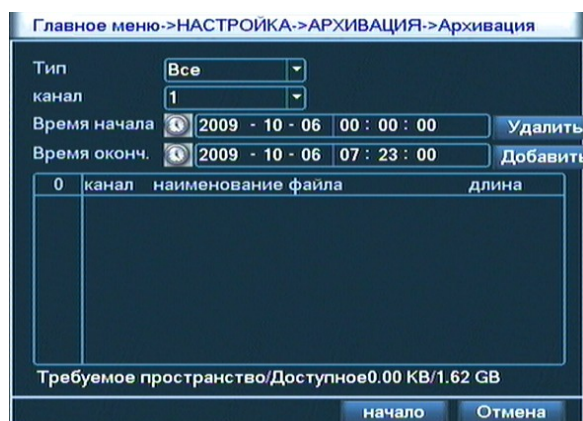 Главное меню->НАСТРОЙКА->АРХИВАЦИЯ->Архивация
Тип Все
канал 1
Время начала 2009 - 10 - 06 00 : 00 : 00 Удалить
Время оконч. 2009 - 10 - 06 07 : 23 : 00 Добавить
0 канал наименование файла длина
Требуемое пространство/Доступное0.00 KB/1.62 GB
начало Отмена